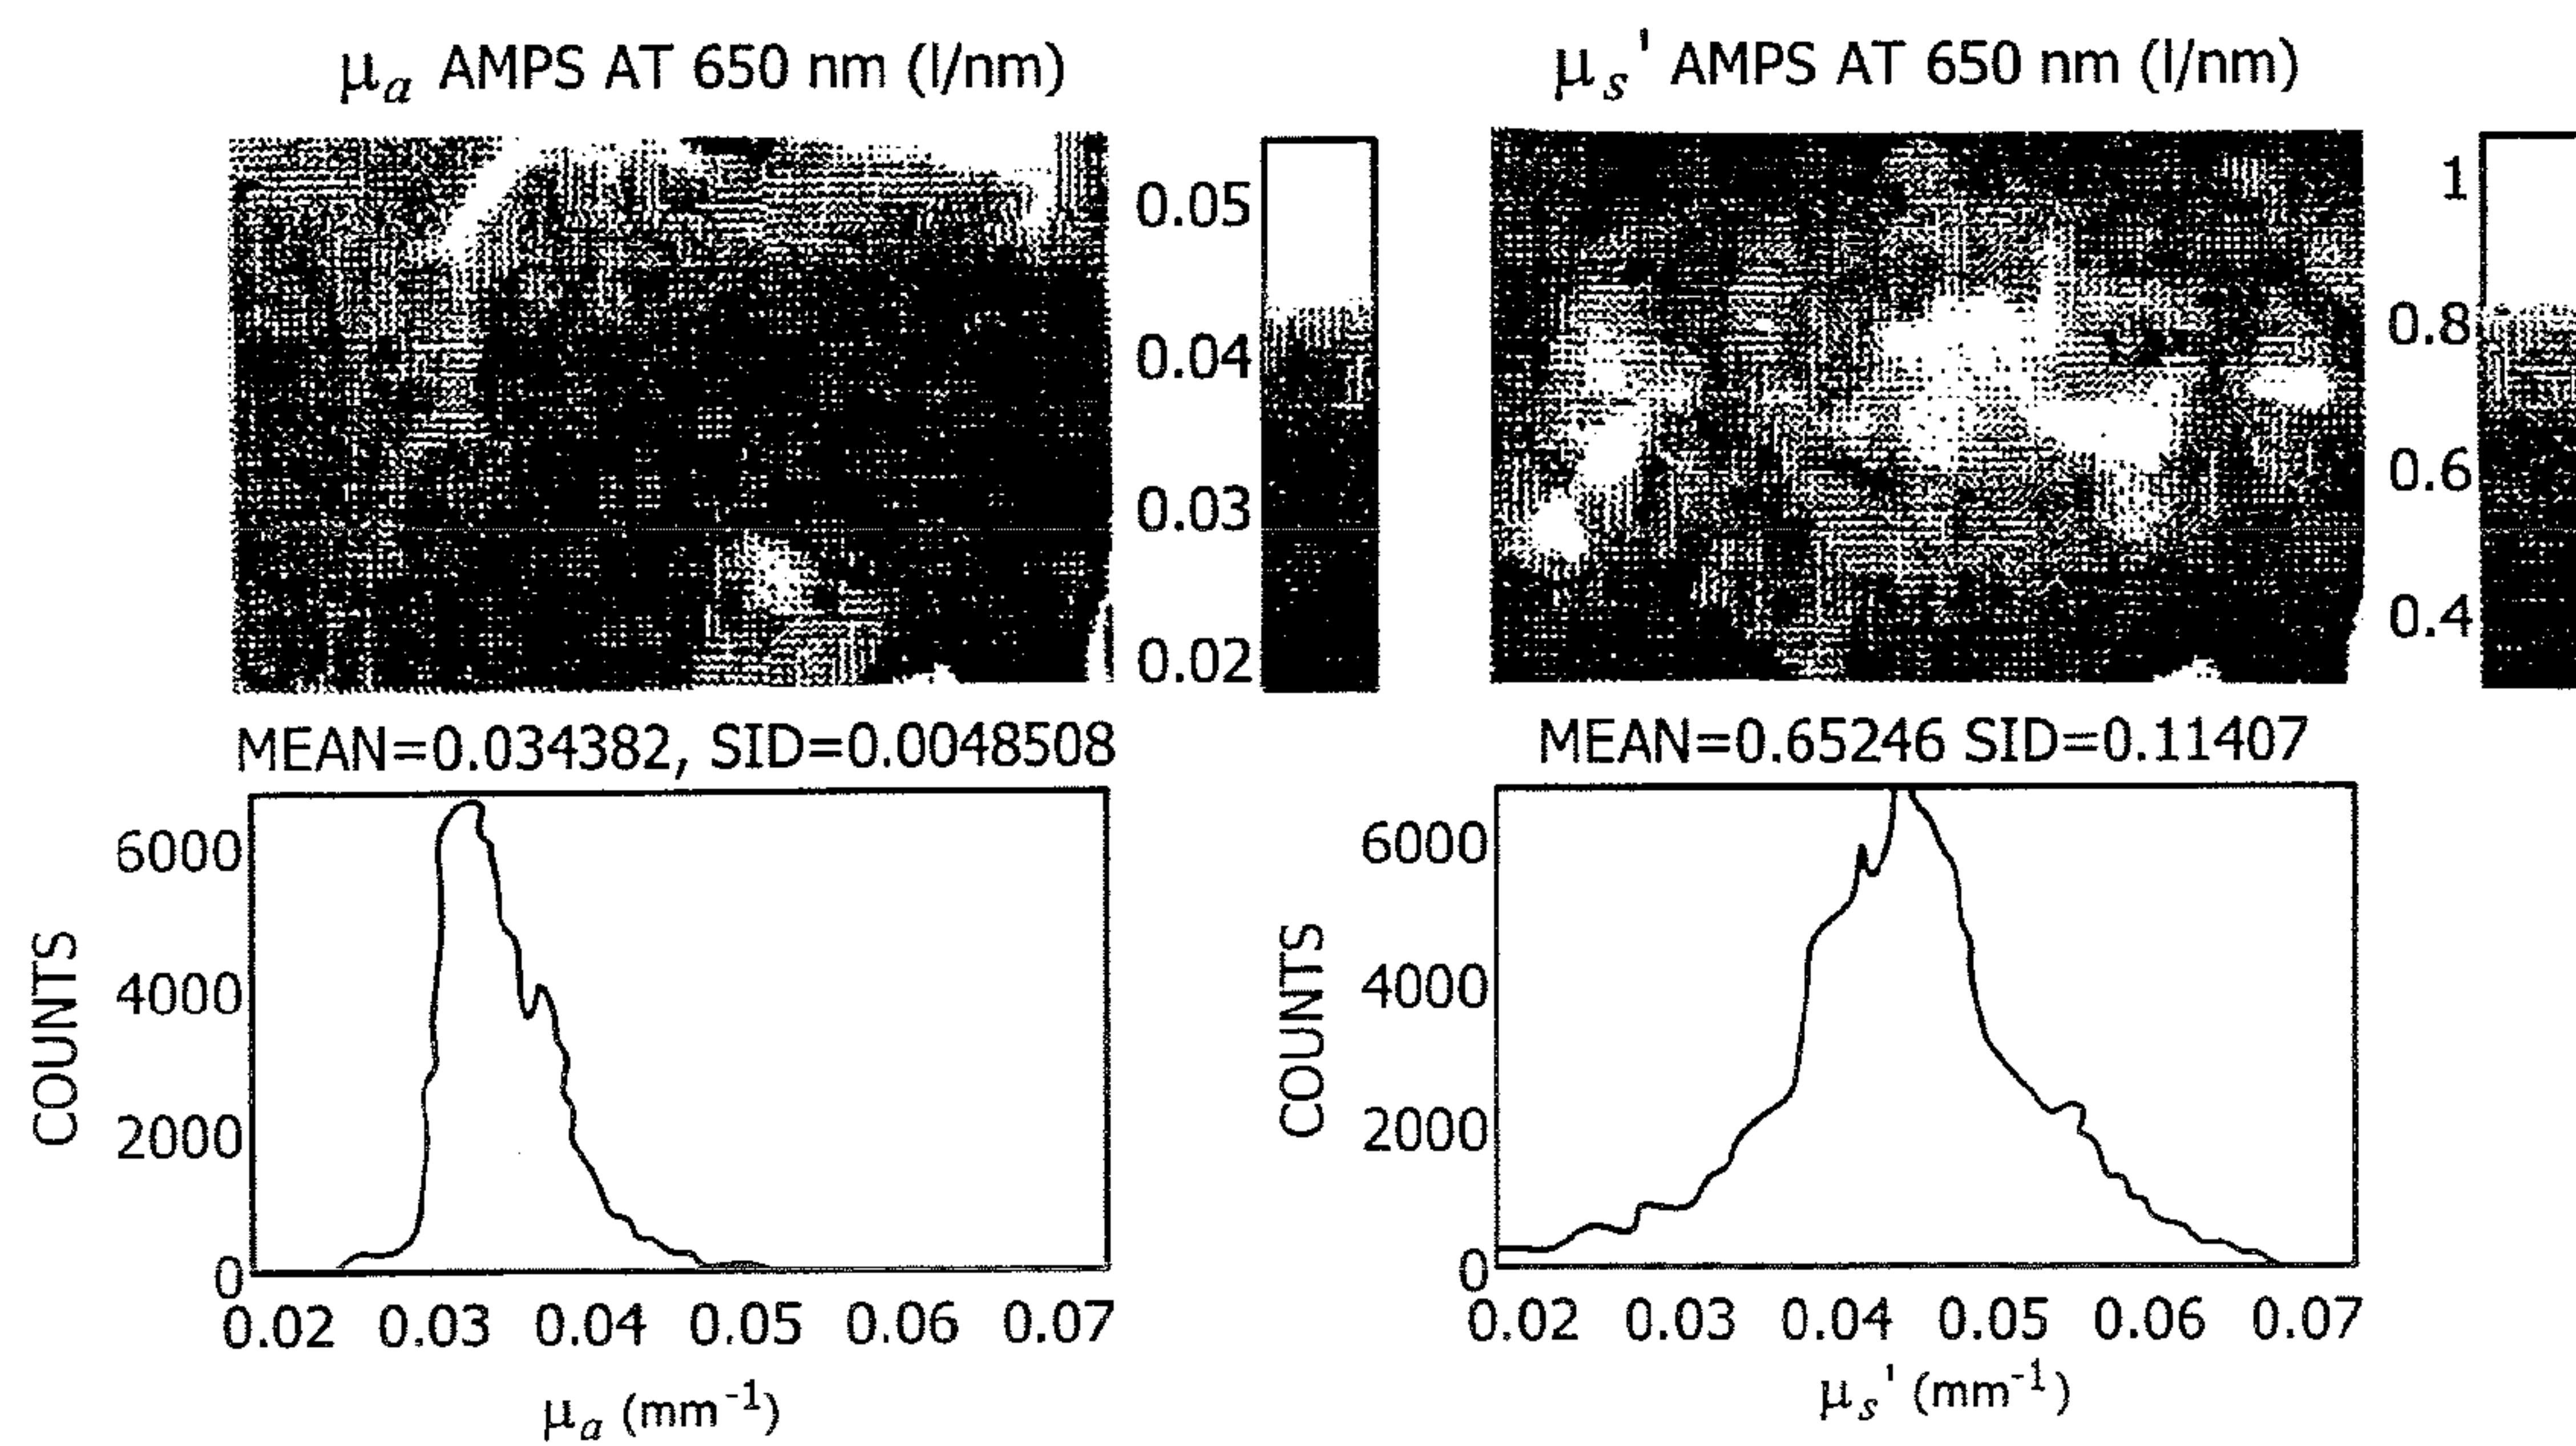 μa AMPS AT 650 nm (l/nm)
0.05
0.04
0.03
0.02
μs' AMPS AT 650 nm (l/nm)
1
0.8
0.6
0.4
MEAN=0.034382, SID=0.0048508
COUNTS
6000
4000
2000
0
0.02 0.03 0.04 0.05 0.06 0.07
μa (mm-1)
MEAN=0.65246 SID=0.11407
COUNTS
6000
4000
2000
0
0.02 0.03 0.04 0.05 0.06 0.07
μs' (mm-1)